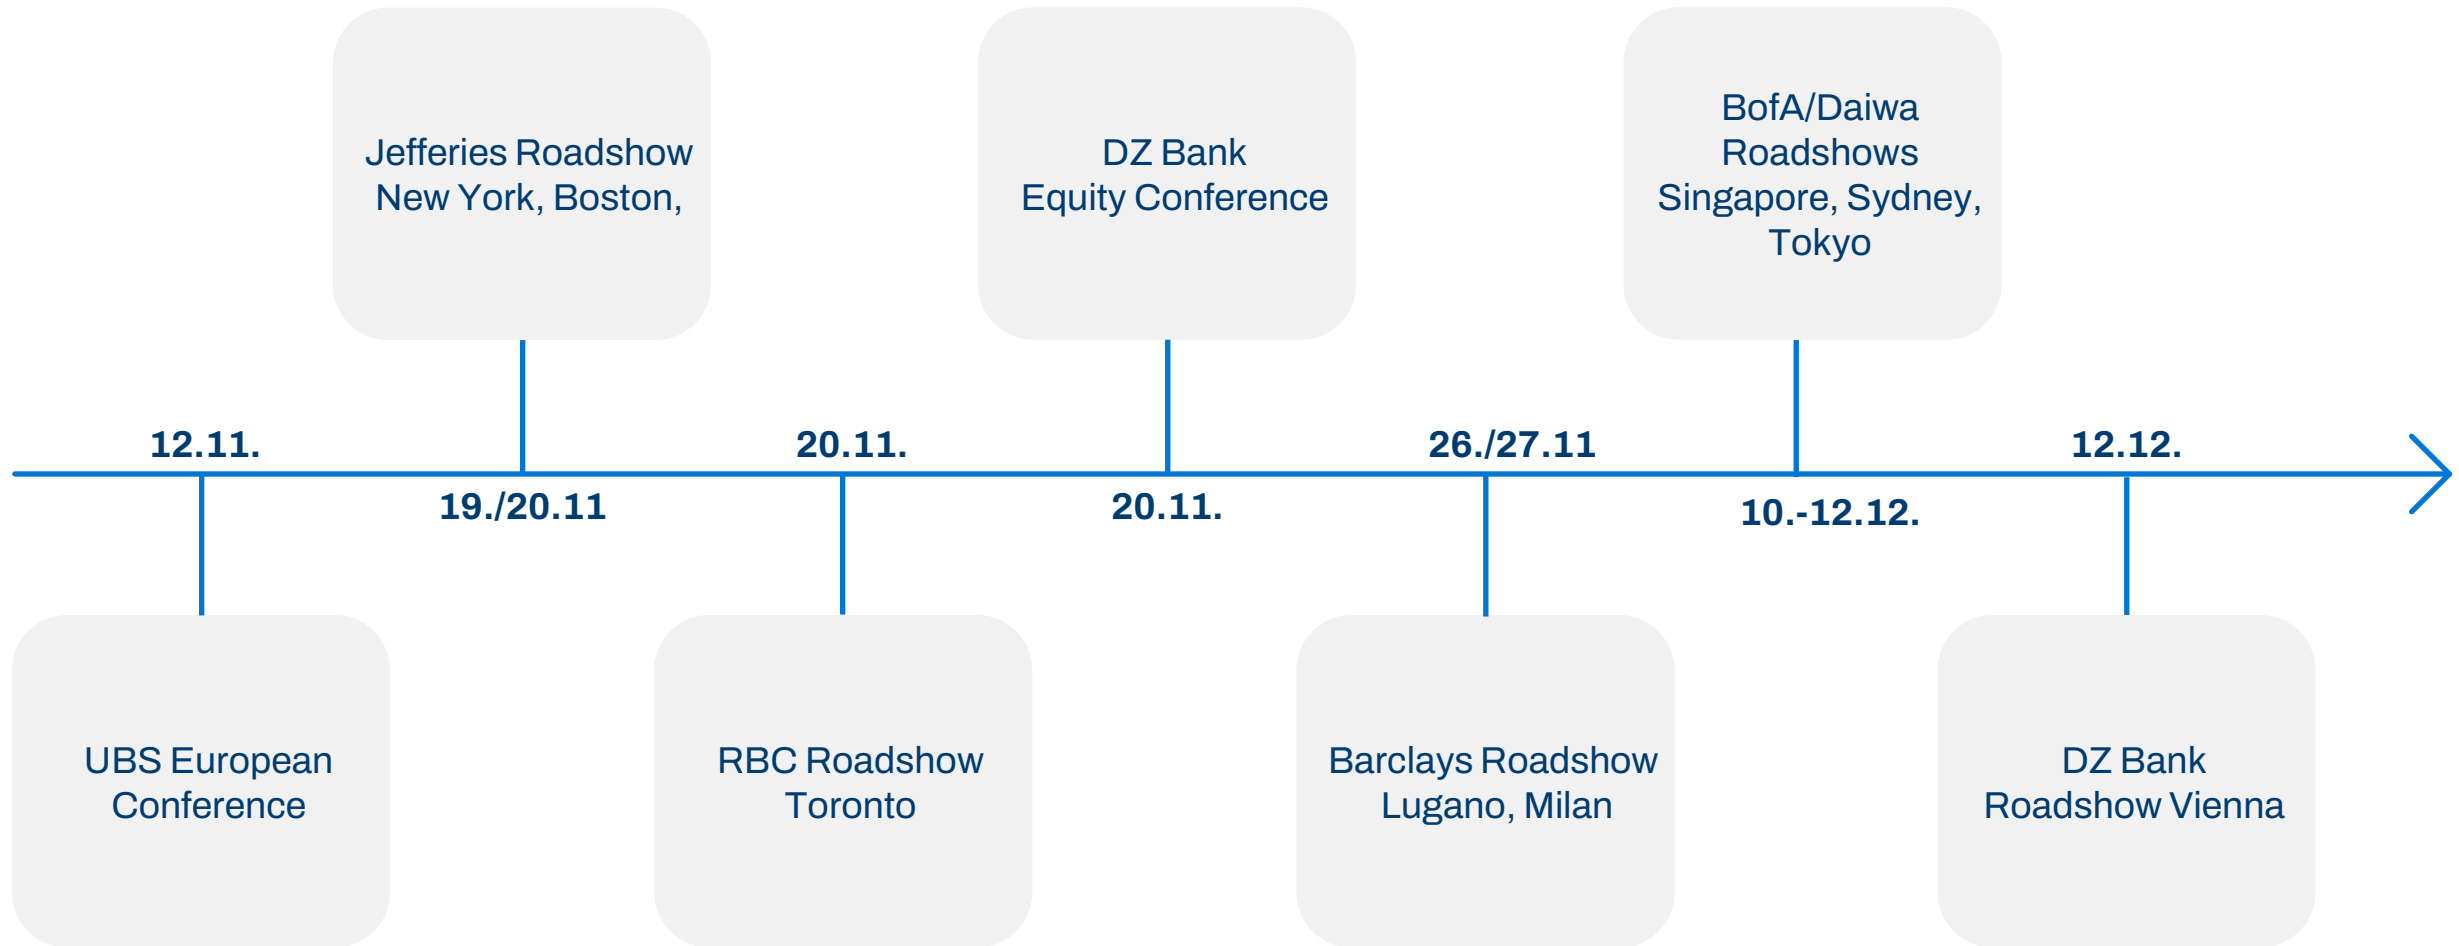 Jefferies Roadshow
New York, Boston,
DZ Bank
Equity Conference
BofA/Daiwa
Roadshows
Singapore, Sydney,
Tokyo
12.11.
19./20.11
20.11.
20.11.
26./27.11
10.-12.12.
12.12.
UBS European
Conference
RBC Roadshow
Toronto
Barclays Roadshow
Lugano, Milan
DZ Bank
Roadshow Vienna